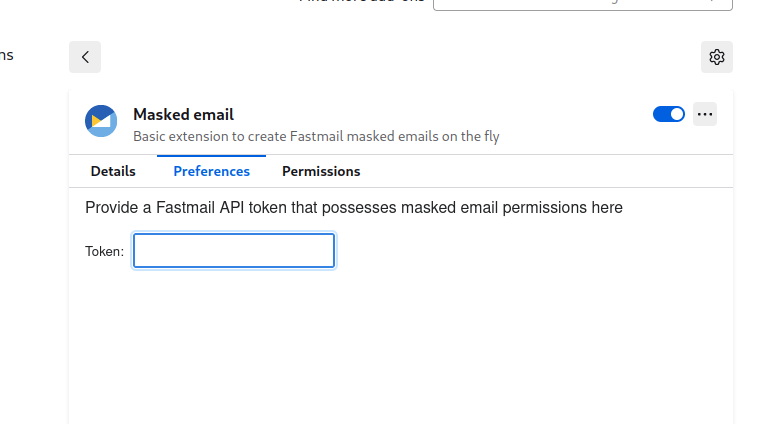 Find more add-ons
ns
Masked email
Basic extension to create Fastmail masked emails on the fly
Details
Preferences
Permissions
Provide a Fastmail API token that possesses masked email permissions here
Token: